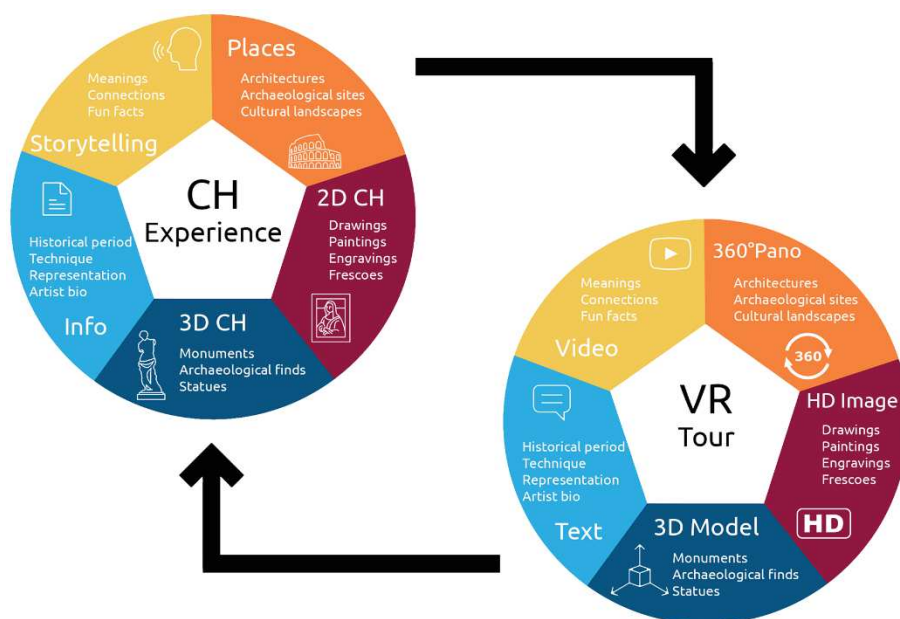 Places
Architectures
Archaeological sites
Cultural landscapes
2D CH
Drawings
Paintings
Engravings
Frescoes
3D CH
Monuments
Archaeological finds
Statues
Historical period
Technique
Representation
Artist bio
Info
Meanings
Connections
Fun facts
Storytelling
CH
Experience
360°Pano
Architectures
Archaeological sites
Cultural landscapes
360
HD Image
Drawings
Paintings
Engravings
Frescoes
HD
3D Model
Monuments
Archaeological finds
Statues
Historical period
Technique
Representation
Artist bio
Text
Meanings
Connections
Fun facts
Video
VR
Tour